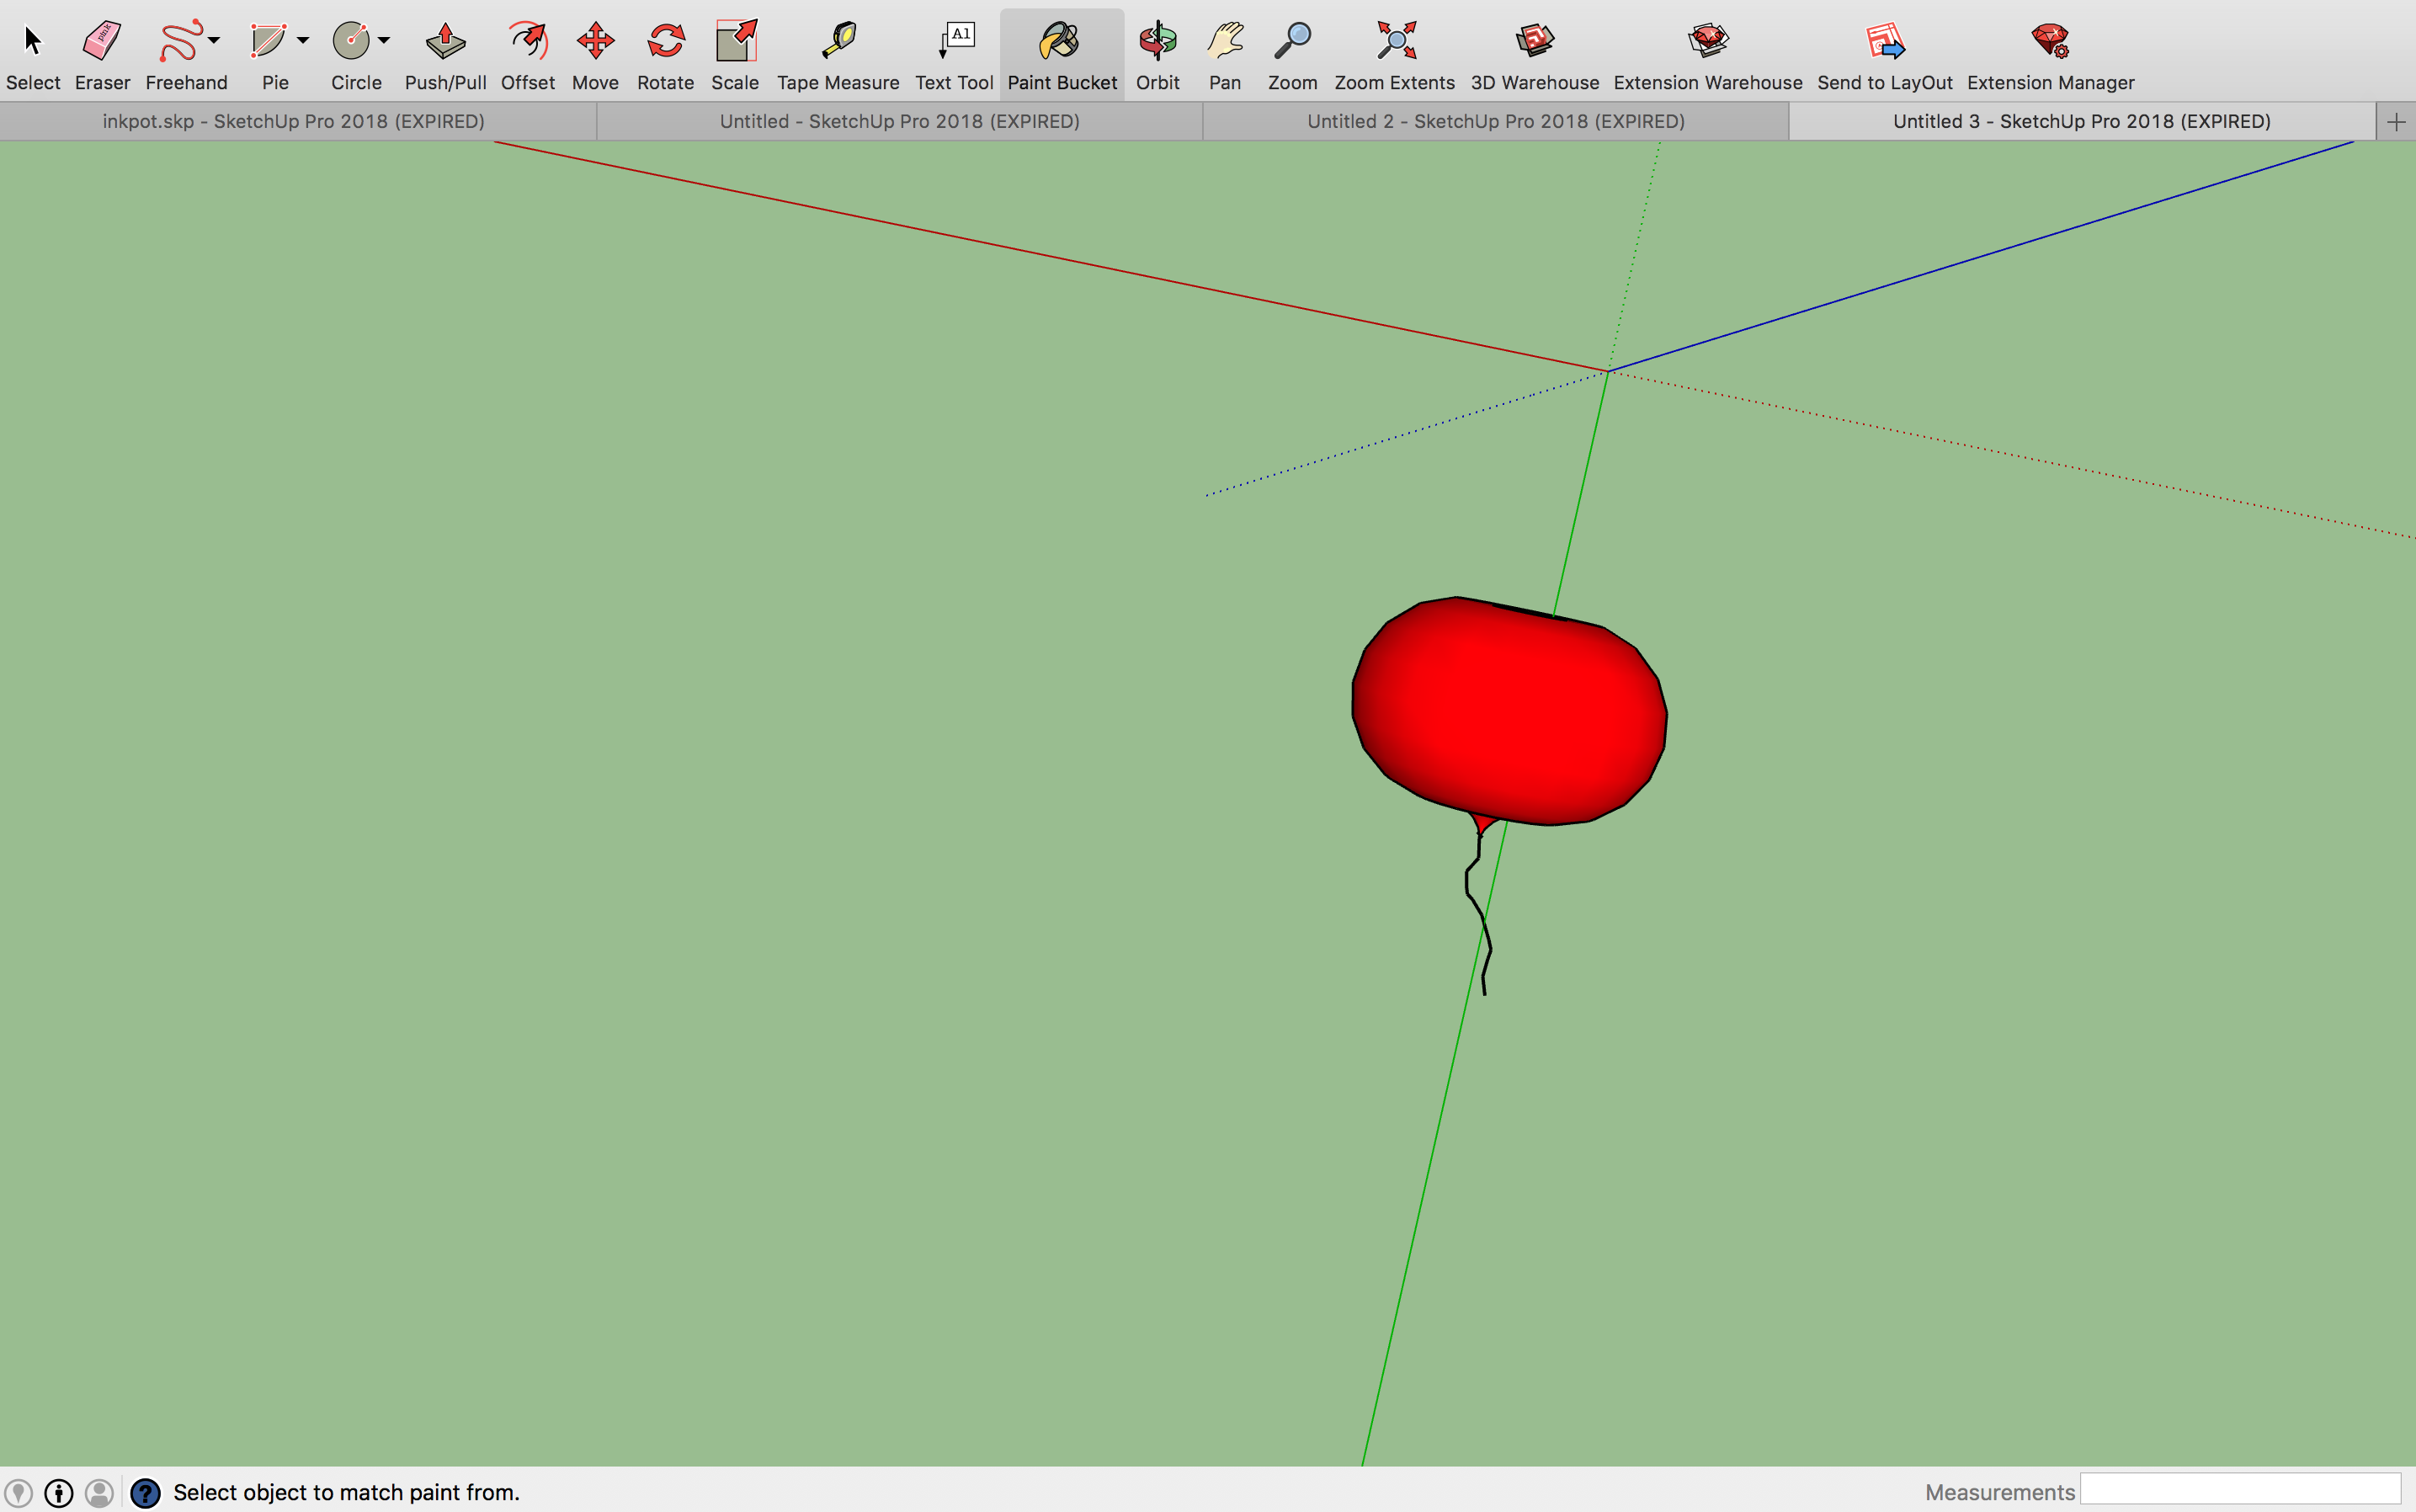 Select Eraser Freehand Pie Circle Push/Pull Offset Move Rotate Scale Tape Measure Text Tool Paint Bucket Orbit Pan Zoom Zoom Extents 3D Warehouse Extension Warehouse Send to LayOut Extension Manager
inkpot.skp - SketchUp Pro 2018 (EXPIRED) Untitled - SketchUp Pro 2018 (EXPIRED) Untitled 2 - SketchUp Pro 2018 (EXPIRED) Untitled 3 - SketchUp Pro 2018 (EXPIRED)
Select object to match paint from. Measurements